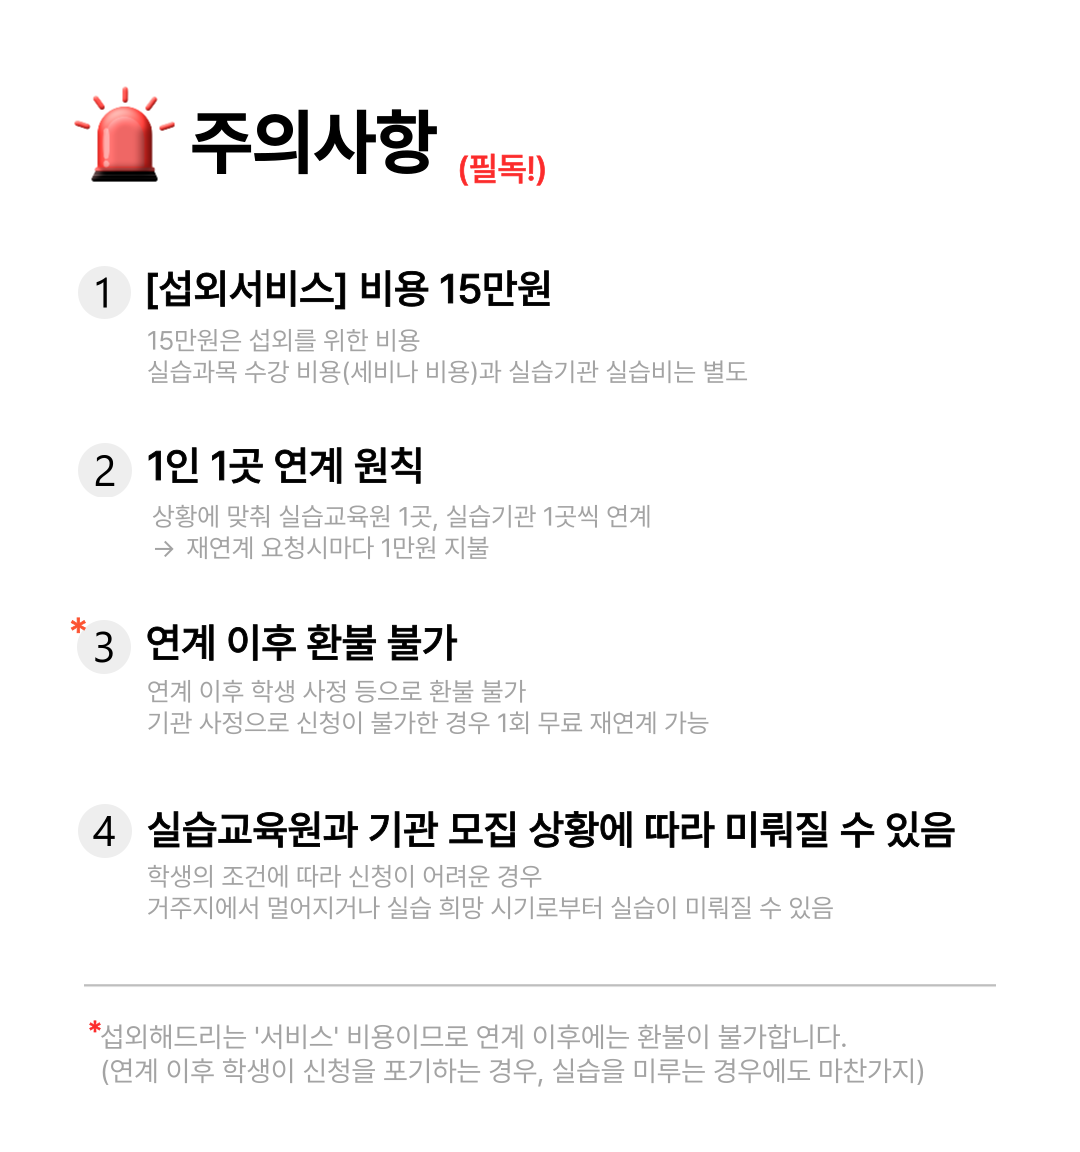 주의사항 (필독!)
1 [섭외서비스] 비용 15만원
15만원은 섭외를 위한 비용
실습과목 수강 비용(세비나 비용)과 실습기관 실습비는 별도
2 1인 1곳 연계 원칙
상황에 맞춰 실습교육원 1곳, 실습기관 1곳씩 연계
→ 재연계 요청시마다 1만원 지불
*3 연계 이후 환불 불가
연계 이후 학생 사정 등으로 환불 불가
기관 사정으로 신청이 불가한 경우 1회 무료 재연계 가능
4 실습교육원과 기관 모집 상황에 따라 미뤄질 수 있음
학생의 조건에 따라 신청이 어려운 경우
거주지에서 멀어지거나 실습 희망 시기로부터 실습이 미뤄질 수 있음
*섭외해드리는 '서비스' 비용이므로 연계 이후에는 환불이 불가합니다.
(연계 이후 학생이 신청을 포기하는 경우, 실습을 미루는 경우에도 마찬가지)